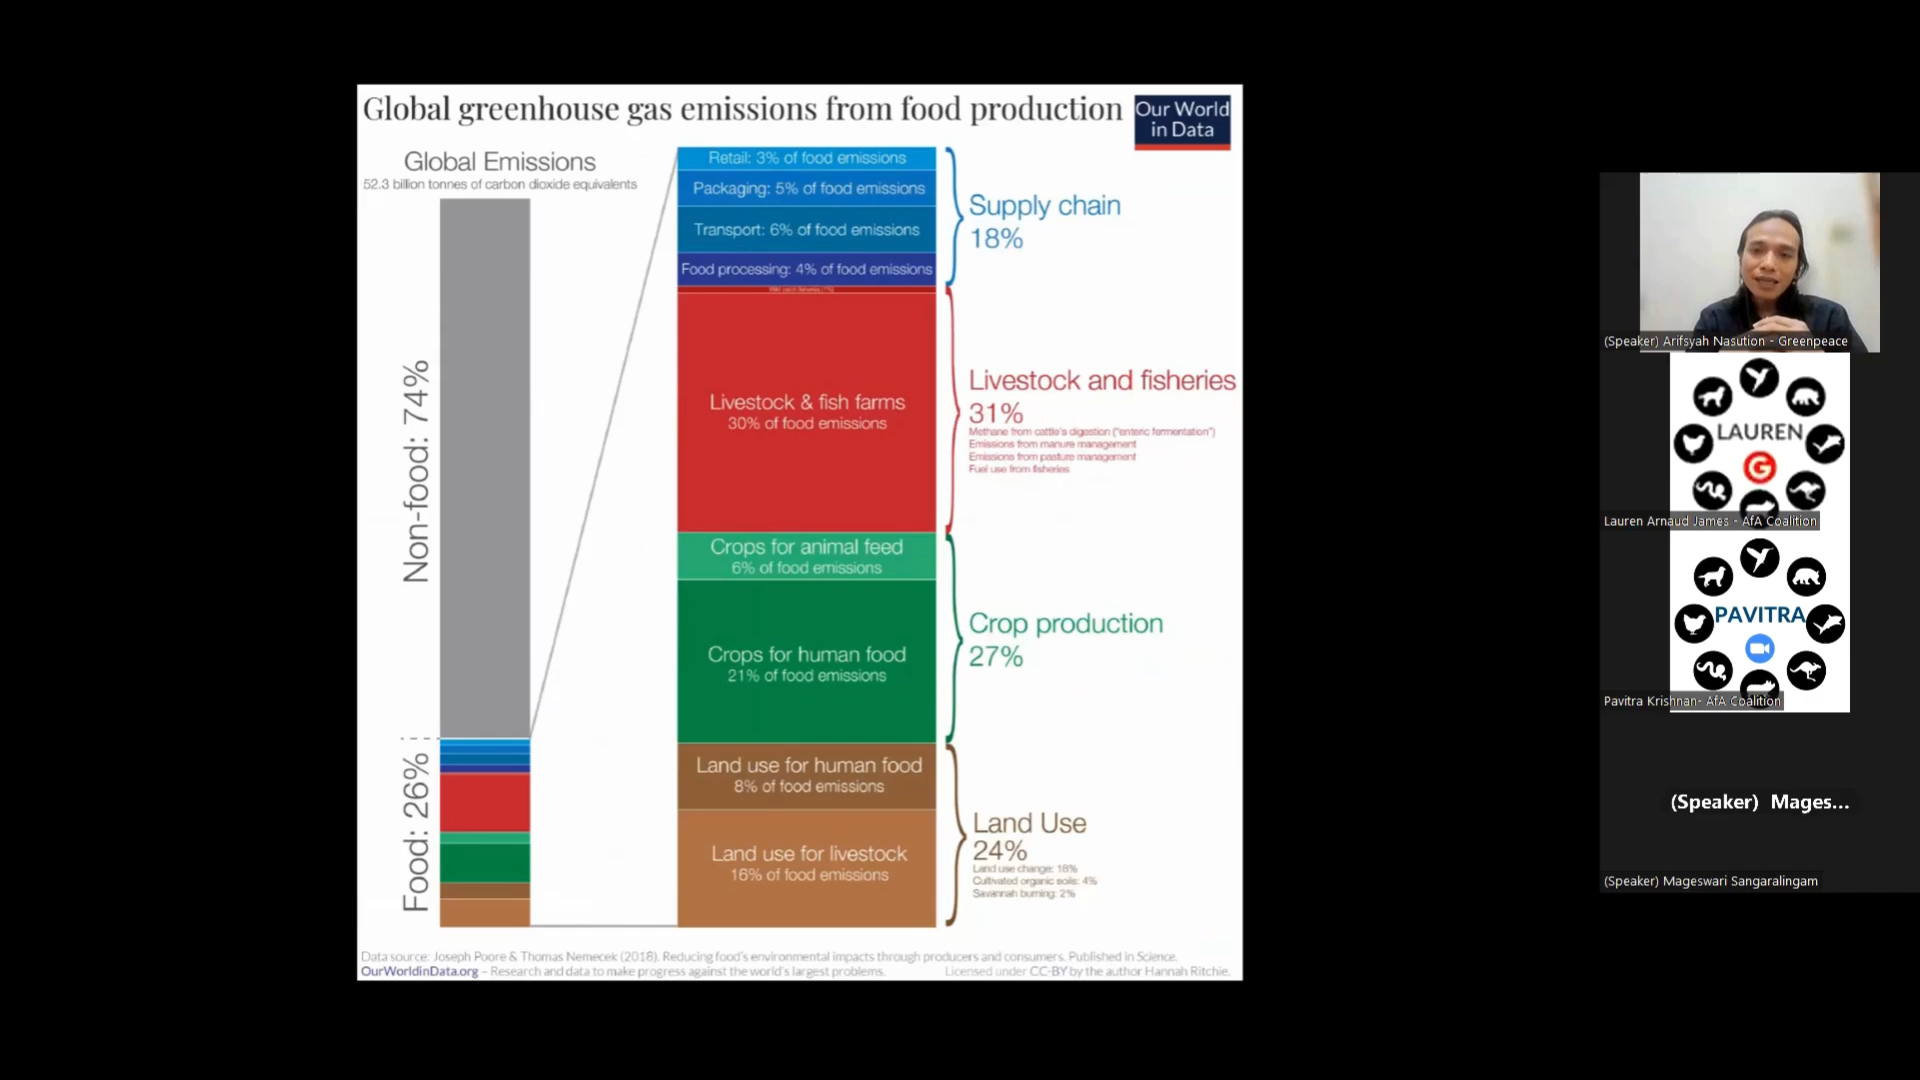 Global greenhouse gas emissions from food production
Our World
in Data
Global Emissions
52.3 billion tonnes of carbon dioxide equivalents
Non-food: 74%
Food: 26%
Retail: 3% of food emissions
Packaging: 5% of food emissions
Transport: 6% of food emissions
Food processing: 4% of food emissions
Wild catch fisheries (1%)
Livestock & fish farms
30% of food emissions
Crops for animal feed
6% of food emissions
Crops for human food
21% of food emissions
Land use for human food
8% of food emissions
Land use for livestock
16% of food emissions
Supply chain
18%
Livestock and fisheries
31%
Methane from cattle's digestion ("enteric fermentation")
Emissions from manure management
Emissions from pasture management
Fuel use from fisheries
Crop production
27%
Land Use
24%
Land use change: 18%
Cultivated organic soils: 4%
Savannah burning: 2%
Data source: Joseph Poore & Thomas Nemecek (2018). Reducing food's environmental impacts through producers and consumers. Published in Science.
OurWorldinData.org – Research and data to make progress against the world's largest problems.
Licensed under CC-BY by the author Hannah Ritchie.
(Speaker) Arifsyah Nasution - Greenpeace
LAUREN
G
Lauren Arnaud James - AfA Coalition
PAVITRA
Pavitra Krishnan- AfA Coalition
(Speaker) Mages...
(Speaker) Mageswari Sangaralingam